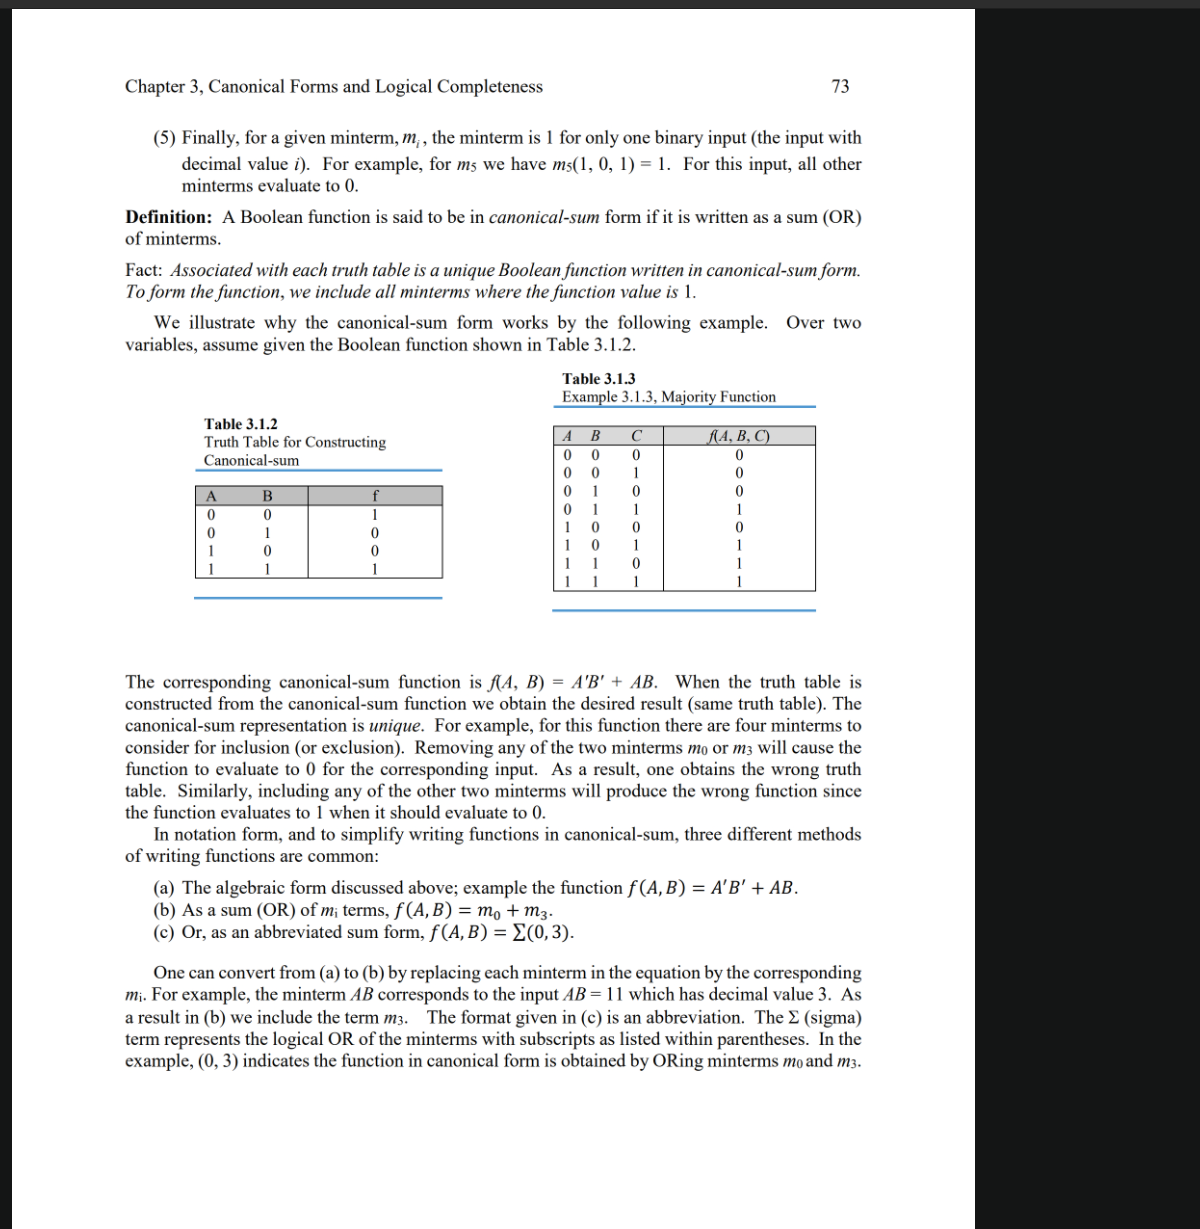 Chapter 3, Canonical Forms and Logical Completeness 73
(5) Finally, for a given minterm, mᵢ, the minterm is 1 for only one binary input (the input with
decimal value i). For example, for m₅ we have m₅(1, 0, 1) = 1. For this input, all other
minterms evaluate to 0.
Definition: A Boolean function is said to be in canonical-sum form if it is written as a sum (OR)
of minterms.
Fact: Associated with each truth table is a unique Boolean function written in canonical-sum form.
To form the function, we include all minterms where the function value is 1.
We illustrate why the canonical-sum form works by the following example. Over two
variables, assume given the Boolean function shown in Table 3.1.2.
Table 3.1.2
Truth Table for Constructing
Canonical-sum
A B f
0 0 1
0 1 0
1 0 0
1 1 1
Table 3.1.3
Example 3.1.3, Majority Function
A B C f(A, B, C)
0 0 0 0
0 0 1 0
0 1 0 0
0 1 1 1
1 0 0 0
1 0 1 1
1 1 0 1
1 1 1 1
The corresponding canonical-sum function is f(A, B) = A'B' + AB. When the truth table is
constructed from the canonical-sum function we obtain the desired result (same truth table). The
canonical-sum representation is unique. For example, for this function there are four minterms to
consider for inclusion (or exclusion). Removing any of the two minterms m₀ or m₃ will cause the
function to evaluate to 0 for the corresponding input. As a result, one obtains the wrong truth
table. Similarly, including any of the other two minterms will produce the wrong function since
the function evaluates to 1 when it should evaluate to 0.
In notation form, and to simplify writing functions in canonical-sum, three different methods
of writing functions are common:
(a) The algebraic form discussed above; example the function f(A, B) = A′B′ + AB.
(b) As a sum (OR) of mᵢ terms, f(A, B) = m₀ + m₃.
(c) Or, as an abbreviated sum form, f(A, B) = ∑(0, 3).
One can convert from (a) to (b) by replacing each minterm in the equation by the corresponding
mᵢ. For example, the minterm AB corresponds to the input AB = 11 which has decimal value 3. As
a result in (b) we include the term m₃. The format given in (c) is an abbreviation. The Σ (sigma)
term represents the logical OR of the minterms with subscripts as listed within parentheses. In the
example, (0, 3) indicates the function in canonical form is obtained by ORing minterms m₀ and m₃.